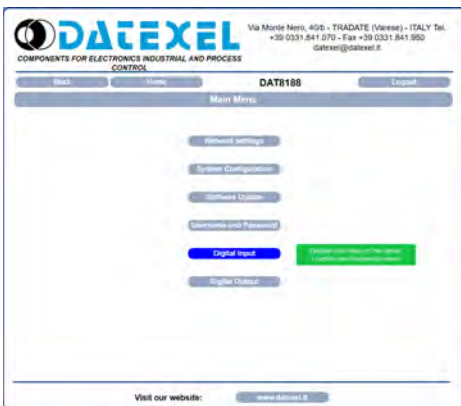 DATEXEL
Via Monte Nero, 40/b - TRADATE (Varese) - ITALY Tel.
+39 0331.841.070 - Fax +39 0331.841.950
datexel@datexel.it
COMPONENTS FOR ELECTRONICS INDUSTRIAL AND PROCESS
CONTROL
Back
Home
DAT8188
Logout
Main Menu
Network settings
System Configuration
Software Update
Username and Password
Digital Input
Digital Output
Visit our website:
www.datexel.it